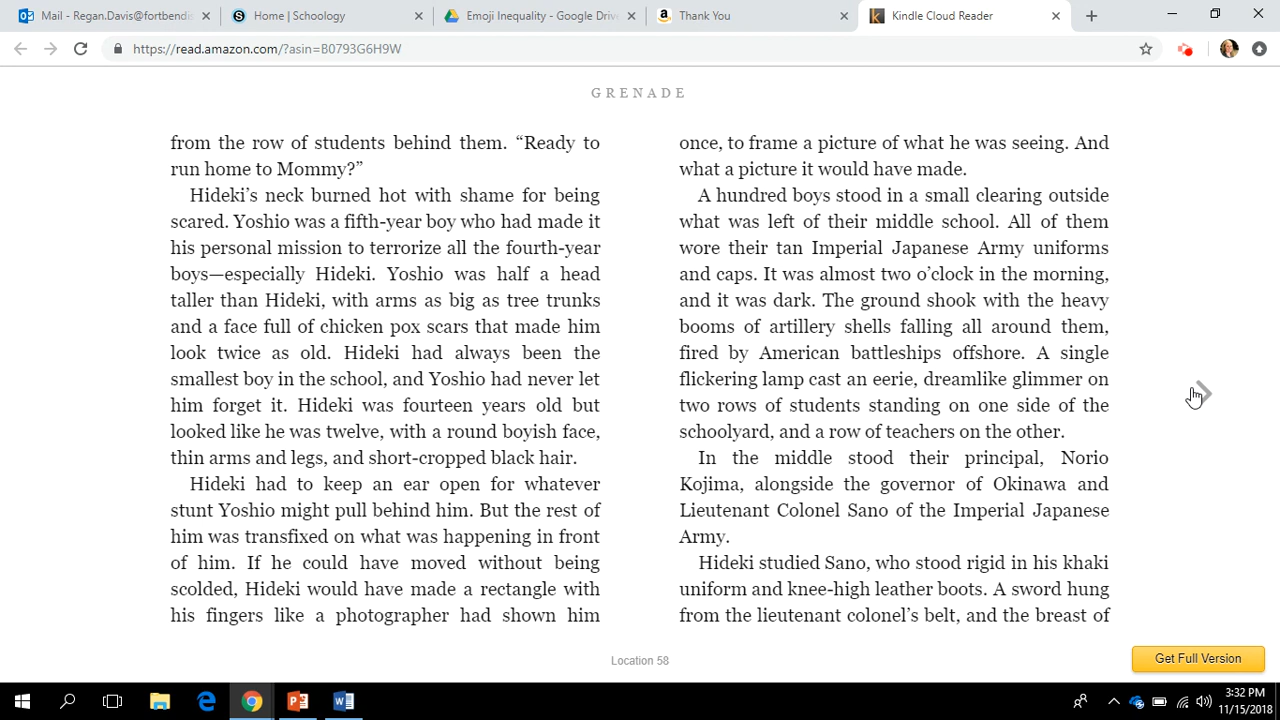 Mail - Regan.Davis@fortbendis
Home | Schoology
Emoji Inequality - Google Drive
Thank You
Kindle Cloud Reader
https://read.amazon.com/?asin=B0793G6H9W
GRENADE
from the row of students behind them. “Ready to
run home to Mommy?”
Hideki’s neck burned hot with shame for being
scared. Yoshio was a fifth-year boy who had made it
his personal mission to terrorize all the fourth-year
boys—especially Hideki. Yoshio was half a head
taller than Hideki, with arms as big as tree trunks
and a face full of chicken pox scars that made him
look twice as old. Hideki had always been the
smallest boy in the school, and Yoshio had never let
him forget it. Hideki was fourteen years old but
looked like he was twelve, with a round boyish face,
thin arms and legs, and short-cropped black hair.
Hideki had to keep an ear open for whatever
stunt Yoshio might pull behind him. But the rest of
him was transfixed on what was happening in front
of him. If he could have moved without being
scolded, Hideki would have made a rectangle with
his fingers like a photographer had shown him
once, to frame a picture of what he was seeing. And
what a picture it would have made.
A hundred boys stood in a small clearing outside
what was left of their middle school. All of them
wore their tan Imperial Japanese Army uniforms
and caps. It was almost two o’clock in the morning,
and it was dark. The ground shook with the heavy
booms of artillery shells falling all around them,
fired by American battleships offshore. A single
flickering lamp cast an eerie, dreamlike glimmer on
two rows of students standing on one side of the
schoolyard, and a row of teachers on the other.
In the middle stood their principal, Norio
Kojima, alongside the governor of Okinawa and
Lieutenant Colonel Sano of the Imperial Japanese
Army.
Hideki studied Sano, who stood rigid in his khaki
uniform and knee-high leather boots. A sword hung
from the lieutenant colonel’s belt, and the breast of
Location 58
Get Full Version
3:32 PM
11/15/2018